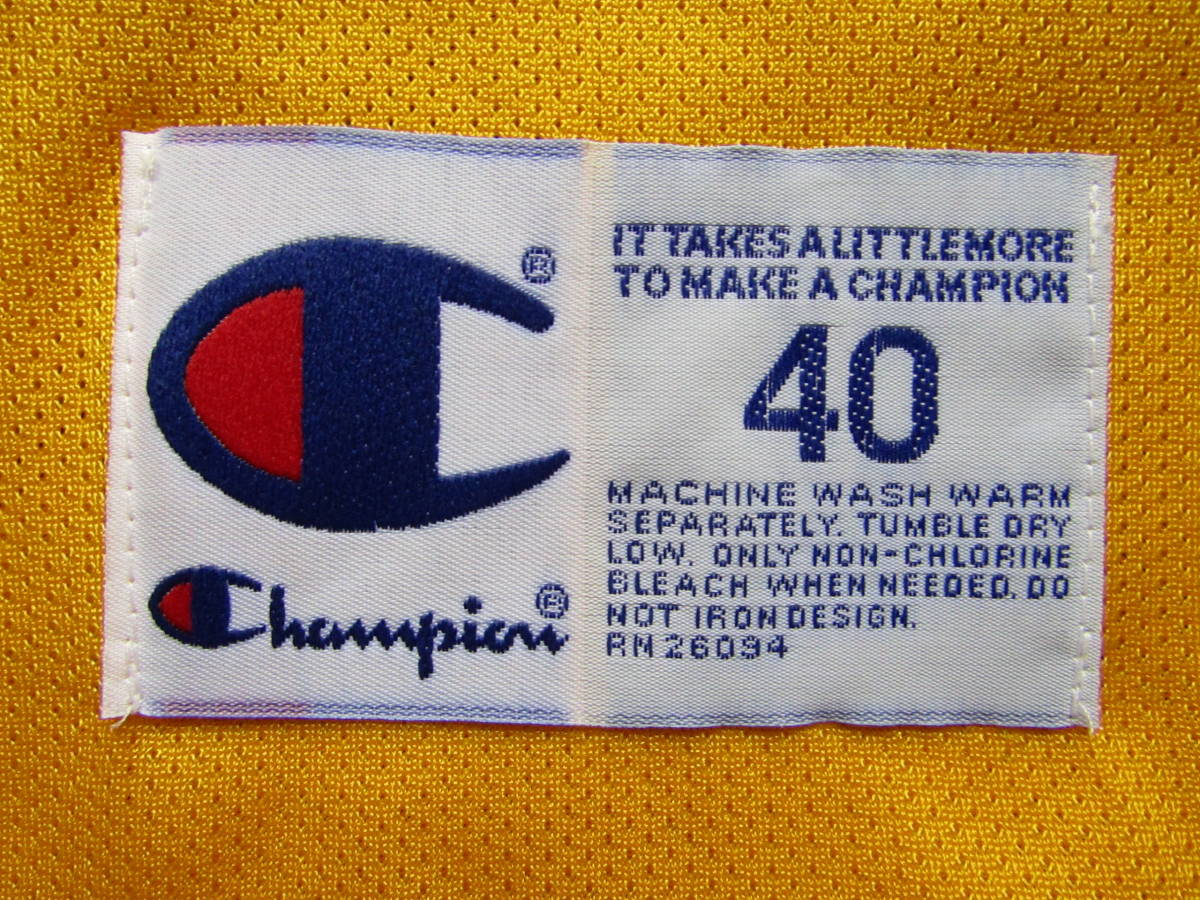 ®
Champion®
IT TAKES A LITTLE MORE
TO MAKE A CHAMPION
40
MACHINE WASH WARM
SEPARATELY. TUMBLE DRY
LOW. ONLY NON-CHLORINE
BLEACH WHEN NEEDED. DO
NOT IRON DESIGN.
RN 26094